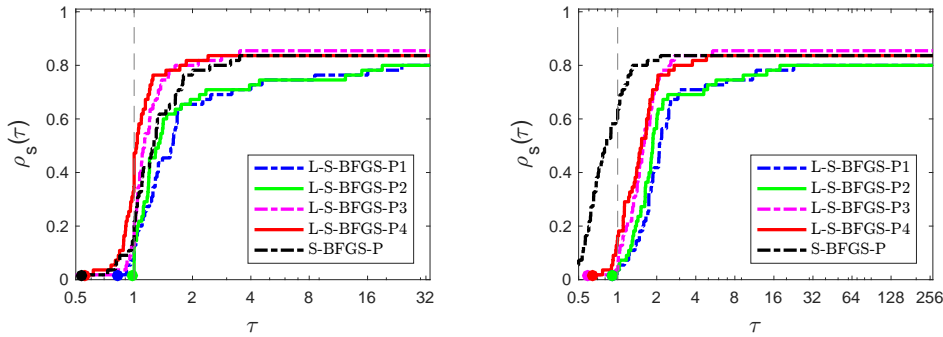 1
0.8
0.6
0.4
0.2
0
ρs(τ)
L-S-BFGS-P1
L-S-BFGS-P2
L-S-BFGS-P3
L-S-BFGS-P4
S-BFGS-P
0.5 1 2 4 8 16 32
τ
1
0.8
0.6
0.4
0.2
0
ρs(τ)
L-S-BFGS-P1
L-S-BFGS-P2
L-S-BFGS-P3
L-S-BFGS-P4
S-BFGS-P
0.5 1 2 4 8 16 32 64 128 256
τ